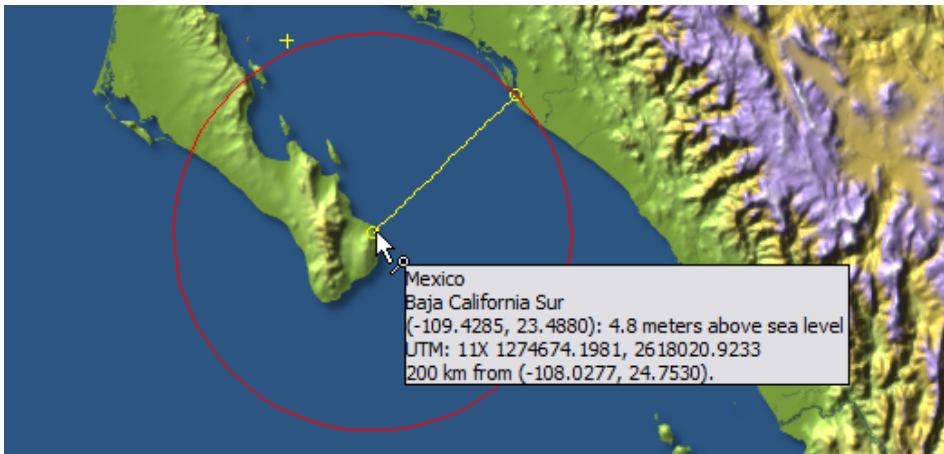 Mexico
Baja California Sur
(-109.4285, 23.4880): 4.8 meters above sea level
UTM: 11X 1274674.1981, 2618020.9233
200 km from (-108.0277, 24.7530).